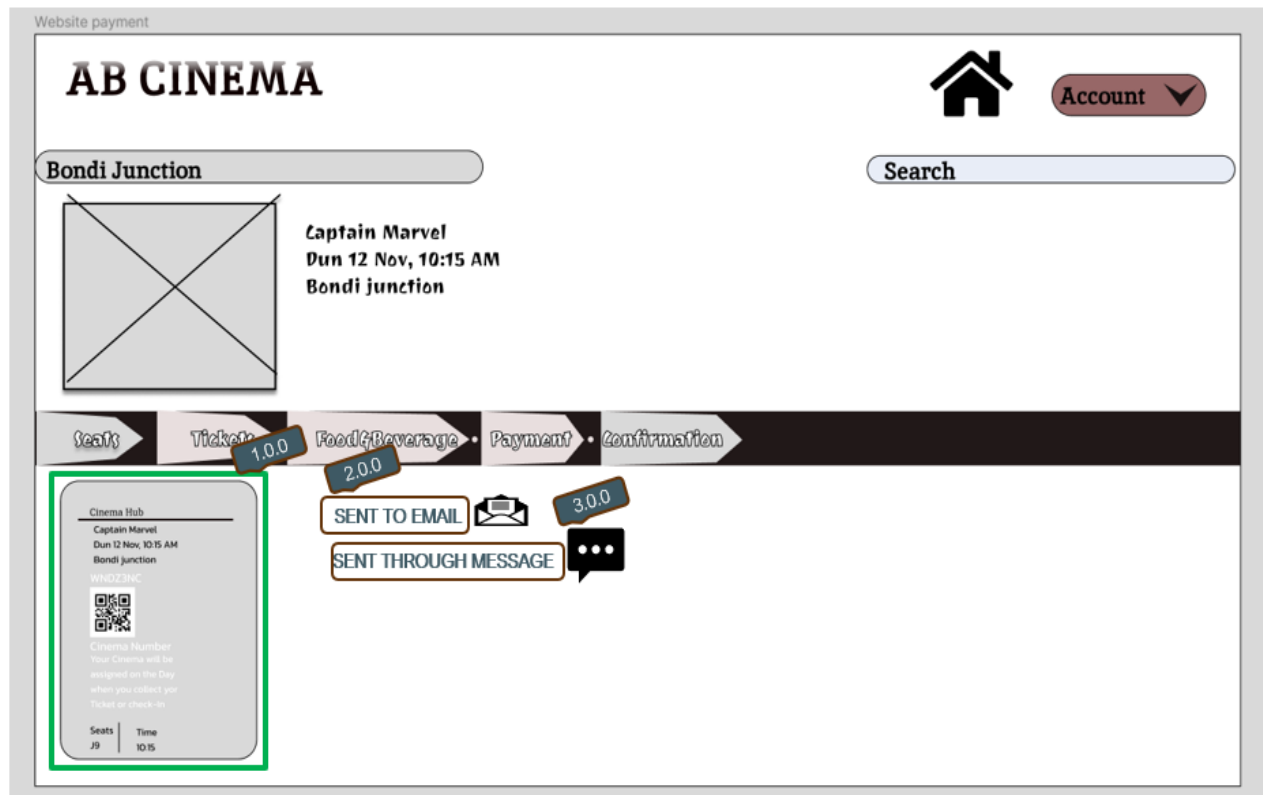 Website payment
AB CINEMA
Account
Bondi Junction
Search
Captain Marvel
Dun 12 Nov, 10:15 AM
Bondi junction
Seats
Tickets
Food&Beverage
Payment
Confirmation
1.0.0
2.0.0
3.0.0
SENT TO EMAIL
SENT THROUGH MESSAGE
Cinema Hub
Captain Marvel
Dun 12 Nov, 10:15 AM
Bondi junction
WNDZ3NC
Cinema Number
Your Cinema will be
assigned on the Day
when you collect yor
Ticket or check-in
Seats
Time
J9
10:15